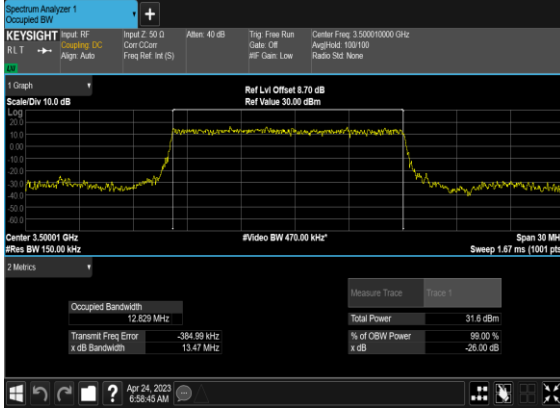 Spectrum Analyzer 1
Occupied BW
+
KEYSIGHT Input: RF Input Z: 50 Ω Atten: 40 dB Trig: Free Run Center Freq: 3.500010000 GHz
RLT Coupling: DC Corr CCorr Gate: Off Avg|Hold: 100/100
Align: Auto Freq Ref: Int (S) #IF Gain: Low Radio Std: None
1 Graph
Ref Lvl Offset 8.70 dB
Scale/Div 10.0 dB Ref Value 30.00 dBm
Log
20.0
10.0
0.00
-10.0
-20.0
-30.0
-40.0
-50.0
-60.0
Center 3.50001 GHz #Video BW 470.00 kHz* Span 30 MH
#Res BW 150.00 kHz Sweep 1.67 ms (1001 pts
2 Metrics
Measure Trace Trace 1
Occupied Bandwidth
12.829 MHz Total Power 31.6 dBm
Transmit Freq Error -384.99 kHz % of OBW Power 99.00 %
x dB Bandwidth 13.47 MHz x dB -26.00 dB
?
Apr 24, 2023
6:58:45 AM